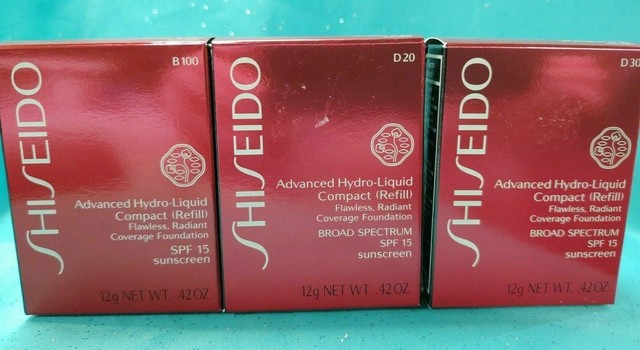 B100
SHISEIDO
Advanced Hydro-Liquid
Compact (Refill)
Flawless, Radiant
Coverage Foundation
SPF 15
sunscreen
12g NET WT. .42 OZ.
D20
SHISEIDO
Advanced Hydro-Liquid
Compact (Refill)
Flawless, Radiant
Coverage Foundation
BROAD SPECTRUM
SPF 15
sunscreen
12g NET WT. .42 OZ.
D30
SHISEIDO
Advanced Hydro-Liquid
Compact (Refill)
Flawless, Radiant
Coverage Foundation
BROAD SPECTRUM
SPF 15
sunscreen
12g NET WT. .42 OZ.